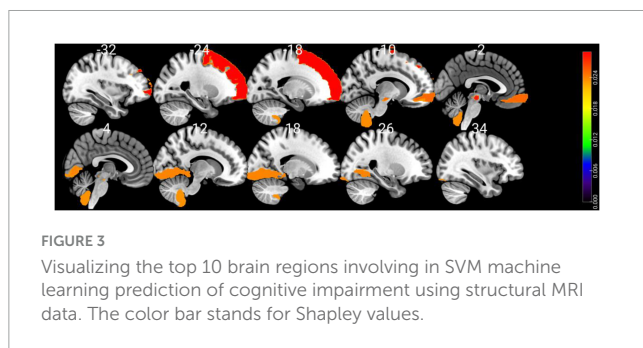 -32 -24 -18 -10 -2
4 12 18 26 34
0.024
0.018
0.012
0.006
0.000
FIGURE 3
Visualizing the top 10 brain regions involving in SVM machine
learning prediction of cognitive impairment using structural MRI
data. The color bar stands for Shapley values.